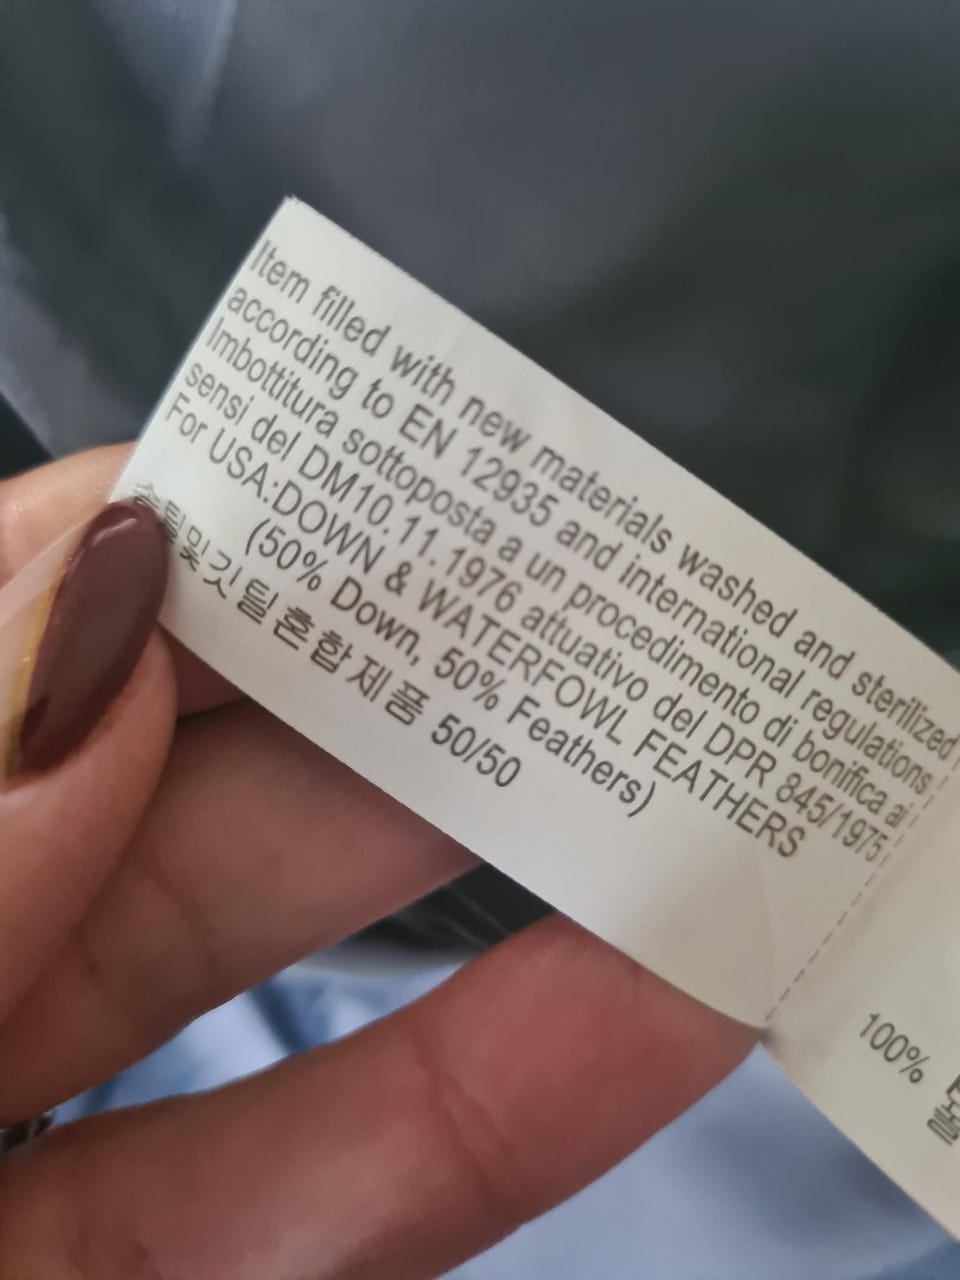 Item filled with new materials washed and sterilized
according to EN 12935 and international regulations
Imbottitura sottoposta a un procedimento di bonifica ai
sensi del DM10.11.1976 attuativo del DPR 845/1975
For USA:DOWN & WATERFOWL FEATHERS
(50% Down, 50% Feathers)
솜털및깃털혼합제품 50/50
100%